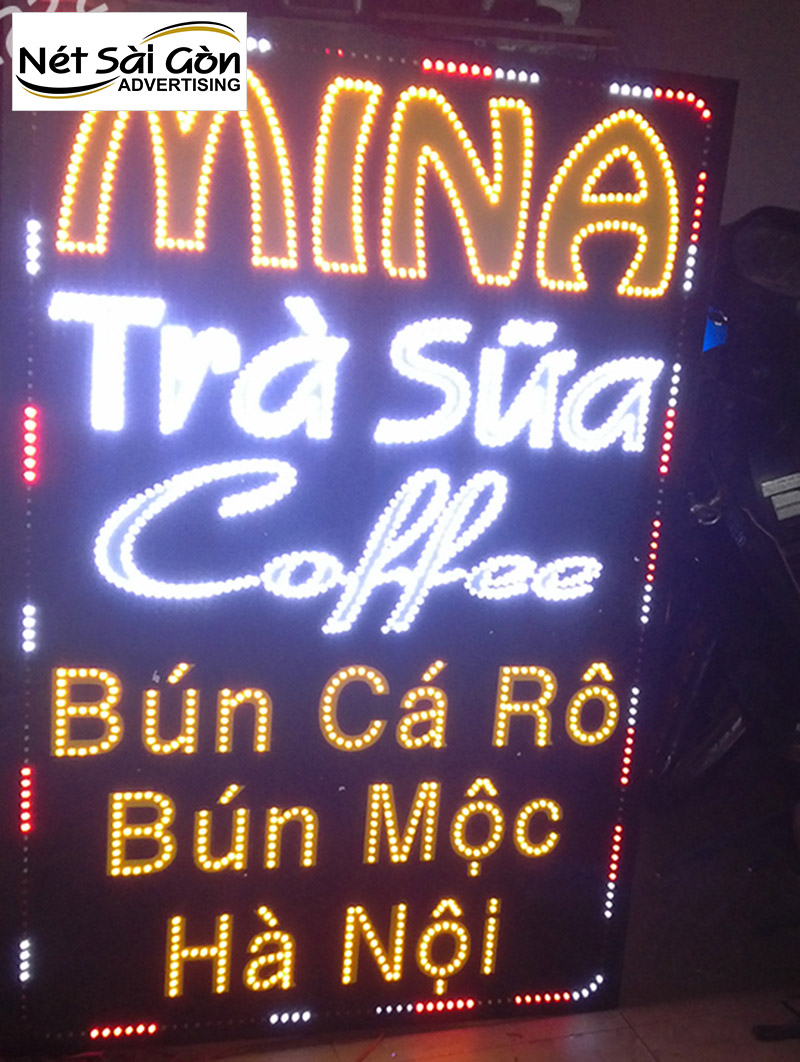 Nét Sài Gòn
ADVERTISING
MINA
Trà Sữa
Coffee
Bún Cá Rô
Bún Mộc
Hà Nội